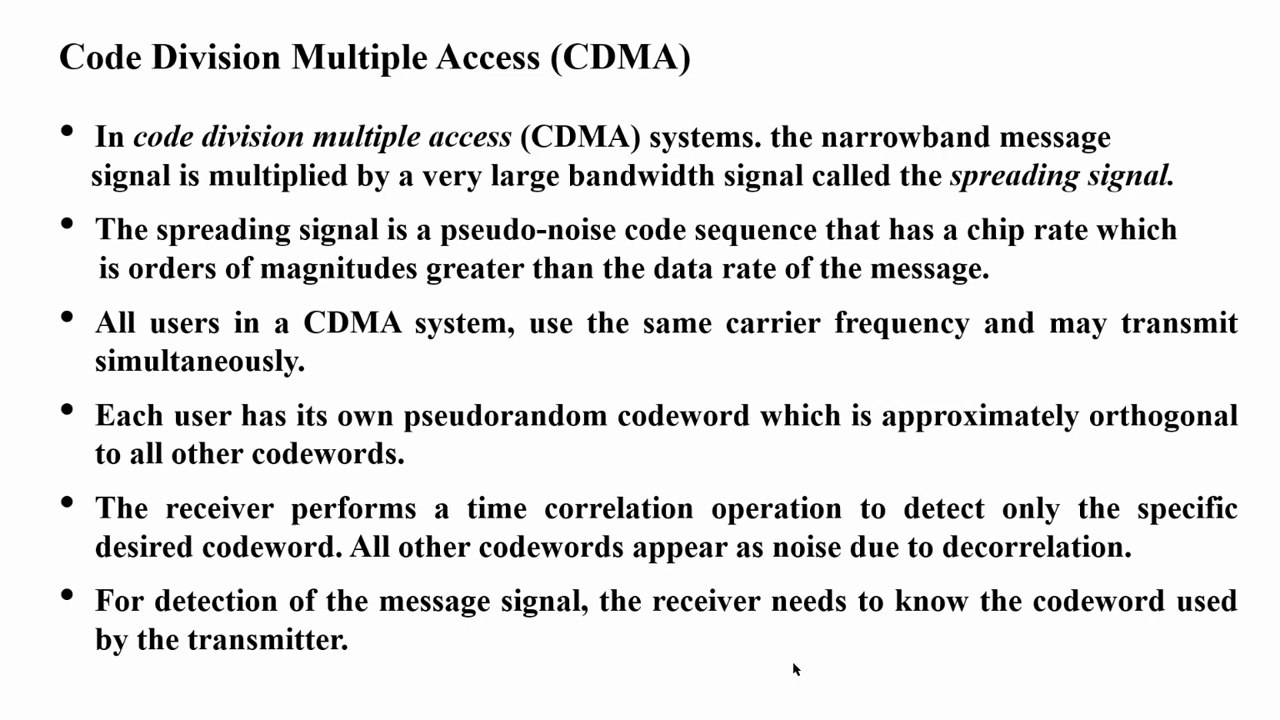 Code Division Multiple Access (CDMA)
• In code division multiple access (CDMA) systems. the narrowband message
signal is multiplied by a very large bandwidth signal called the spreading signal.
• The spreading signal is a pseudo-noise code sequence that has a chip rate which
is orders of magnitudes greater than the data rate of the message.
• All users in a CDMA system, use the same carrier frequency and may transmit
simultaneously.
• Each user has its own pseudorandom codeword which is approximately orthogonal
to all other codewords.
• The receiver performs a time correlation operation to detect only the specific
desired codeword. All other codewords appear as noise due to decorrelation.
• For detection of the message signal, the receiver needs to know the codeword used
by the transmitter.